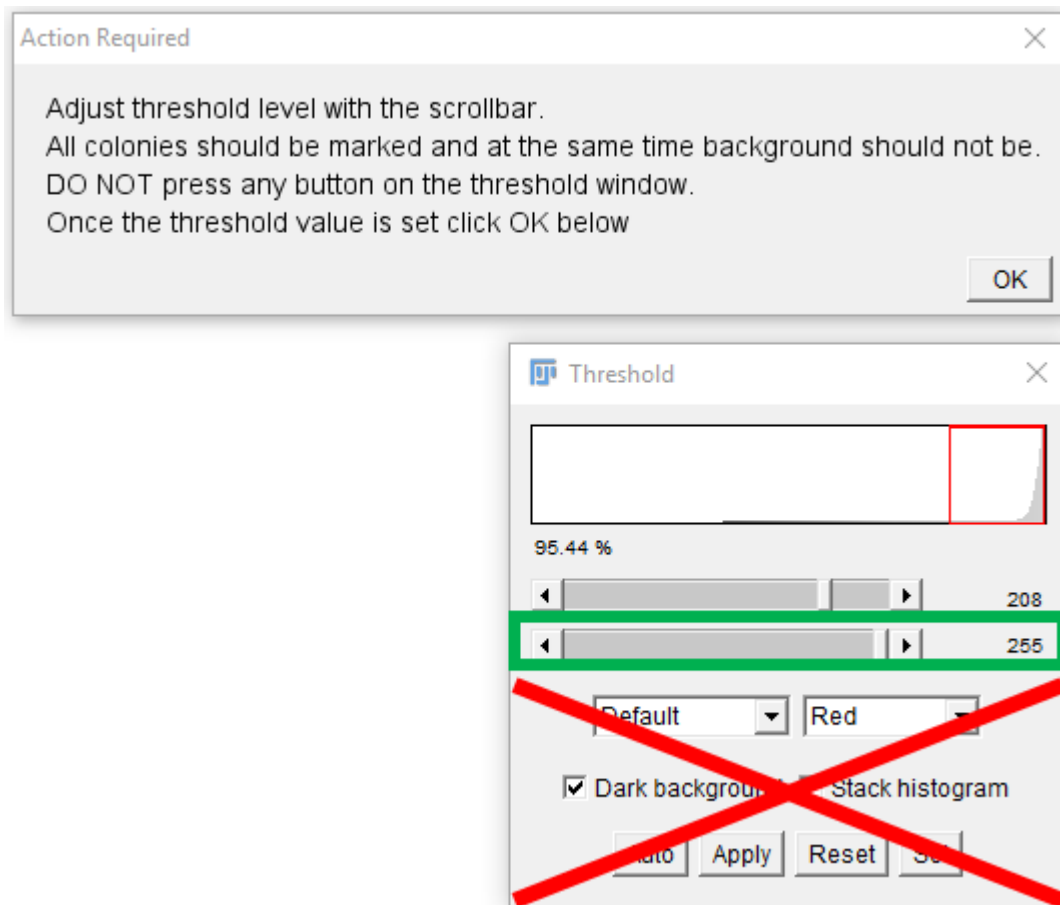 Action Required
Adjust threshold level with the scrollbar.
All colonies should be marked and at the same time background should not be.
DO NOT press any button on the threshold window.
Once the threshold value is set click OK below
OK
Threshold
95.44 %
208
255
Default Red
Dark background Stack histogram
Auto Apply Reset Set